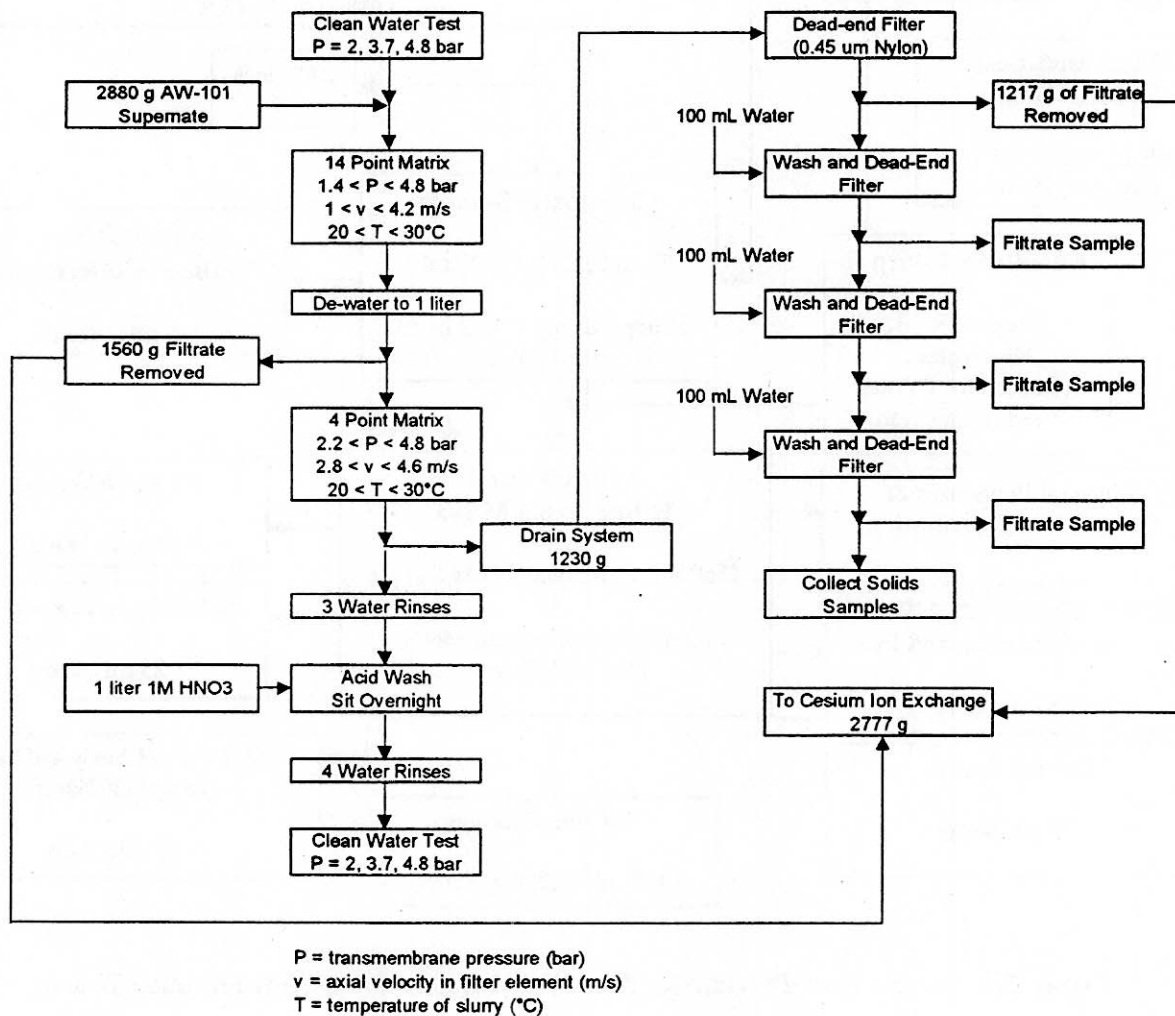 Clean Water Test
P = 2, 3.7, 4.8 bar
2880 g AW-101
Supernate
14 Point Matrix
1.4 < P < 4.8 bar
1 < v < 4.2 m/s
20 < T < 30°C
De-water to 1 liter
1560 g Filtrate
Removed
4 Point Matrix
2.2 < P < 4.8 bar
2.8 < v < 4.6 m/s
20 < T < 30°C
Drain System
1230 g
3 Water Rinses
1 liter 1M HNO3
Acid Wash
Sit Overnight
4 Water Rinses
Clean Water Test
P = 2, 3.7, 4.8 bar
Dead-end Filter
(0.45 um Nylon)
1217 g of Filtrate
Removed
100 mL Water
Wash and Dead-End
Filter
Filtrate Sample
100 mL Water
Wash and Dead-End
Filter
Filtrate Sample
100 mL Water
Wash and Dead-End
Filter
Filtrate Sample
Collect Solids
Samples
To Cesium Ion Exchange
2777 g
P = transmembrane pressure (bar)
v = axial velocity in filter element (m/s)
T = temperature of slurry (°C)